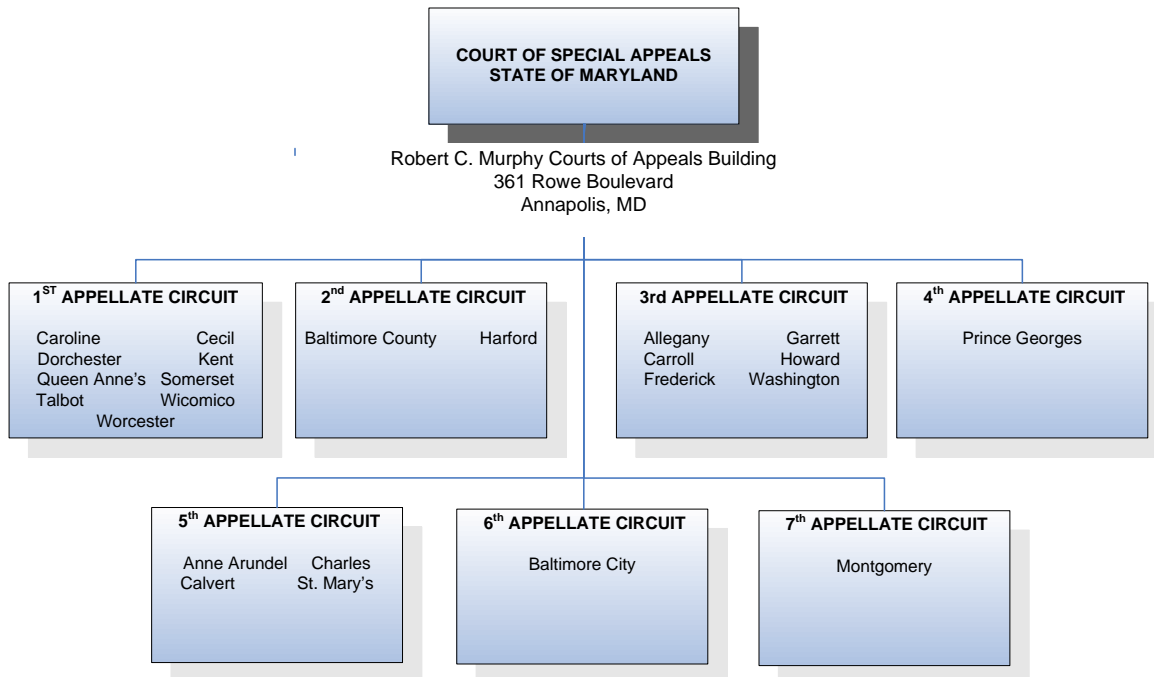 COURT OF SPECIAL APPEALS
STATE OF MARYLAND
Robert C. Murphy Courts of Appeals Building
361 Rowe Boulevard
Annapolis, MD
1ST APPELLATE CIRCUIT
Caroline Cecil
Dorchester Kent
Queen Anne’s Somerset
Talbot Wicomico
Worcester
2nd APPELLATE CIRCUIT
Baltimore County Harford
3rd APPELLATE CIRCUIT
Allegany Garrett
Carroll Howard
Frederick Washington
4th APPELLATE CIRCUIT
Prince Georges
5th APPELLATE CIRCUIT
Anne Arundel Charles
Calvert St. Mary’s
6th APPELLATE CIRCUIT
Baltimore City
7th APPELLATE CIRCUIT
Montgomery